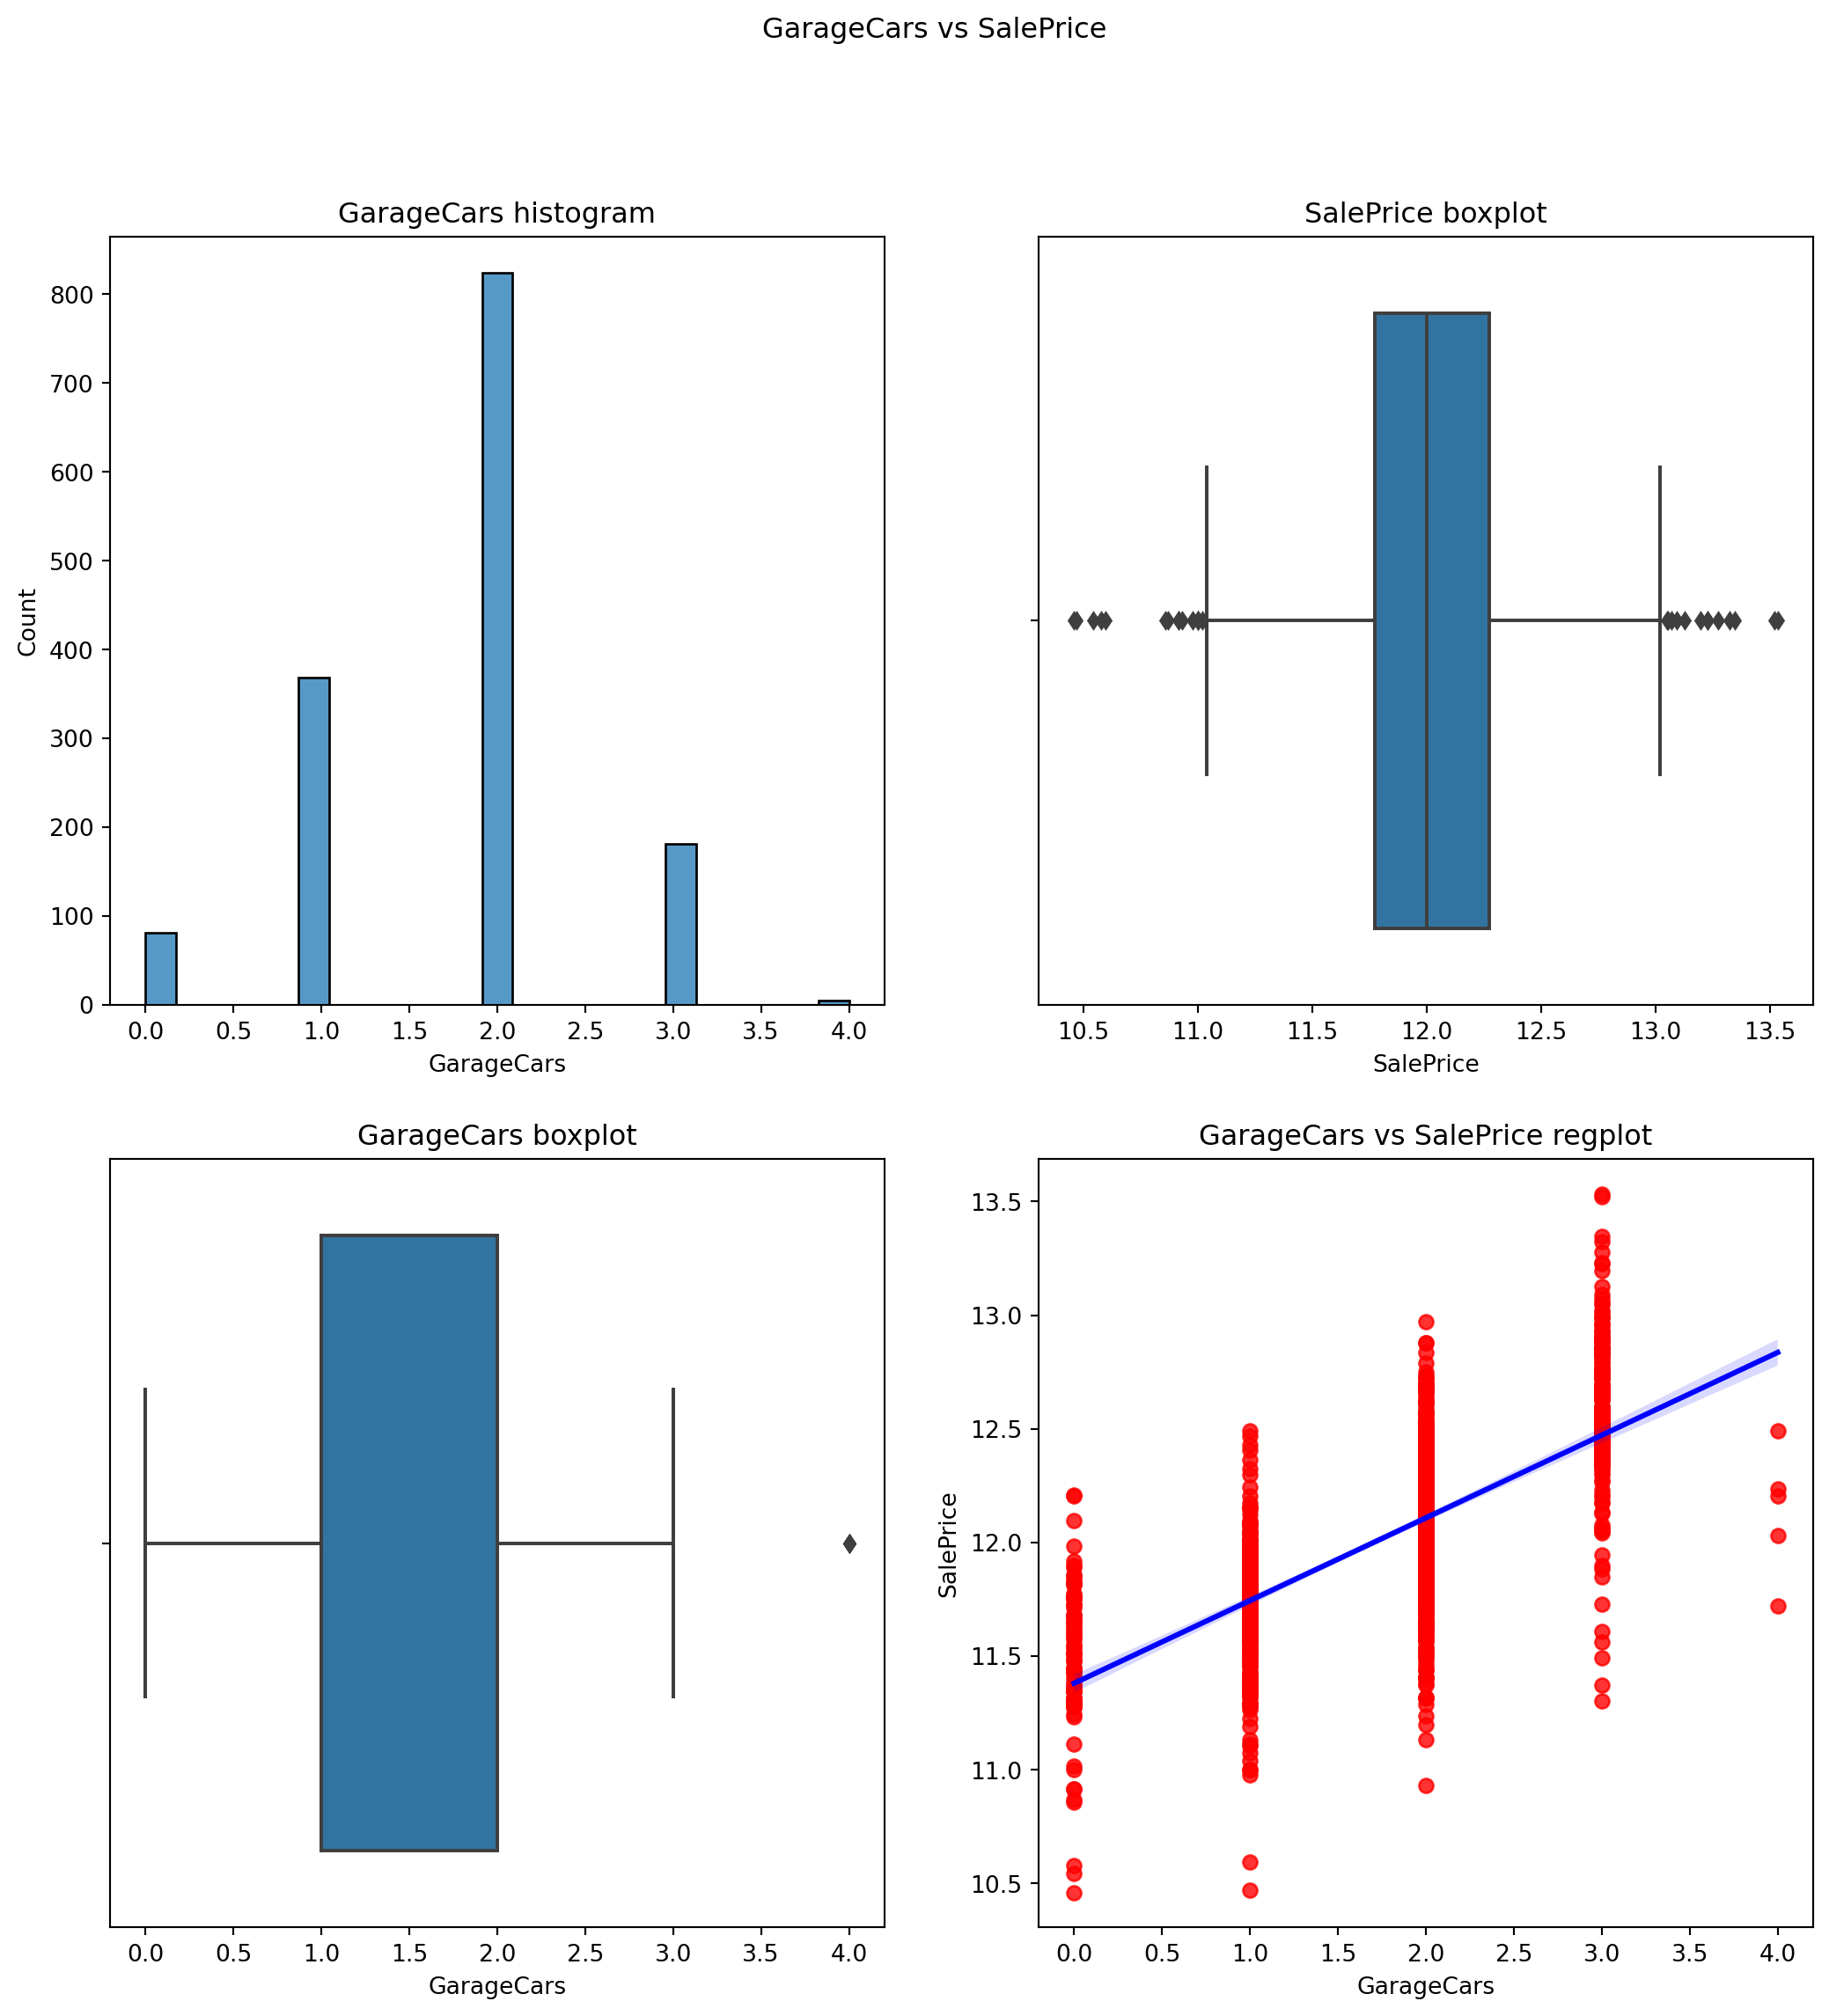 GarageCars vs SalePrice
GarageCars histogram
800
700
600
500
400
300
200
100
0
Count
0.0 0.5 1.0 1.5 2.0 2.5 3.0 3.5 4.0
GarageCars
SalePrice boxplot
10.5 11.0 11.5 12.0 12.5 13.0 13.5
SalePrice
GarageCars boxplot
0.0 0.5 1.0 1.5 2.0 2.5 3.0 3.5 4.0
GarageCars
GarageCars vs SalePrice regplot
13.5
13.0
12.5
12.0
11.5
11.0
10.5
SalePrice
0.0 0.5 1.0 1.5 2.0 2.5 3.0 3.5 4.0
GarageCars